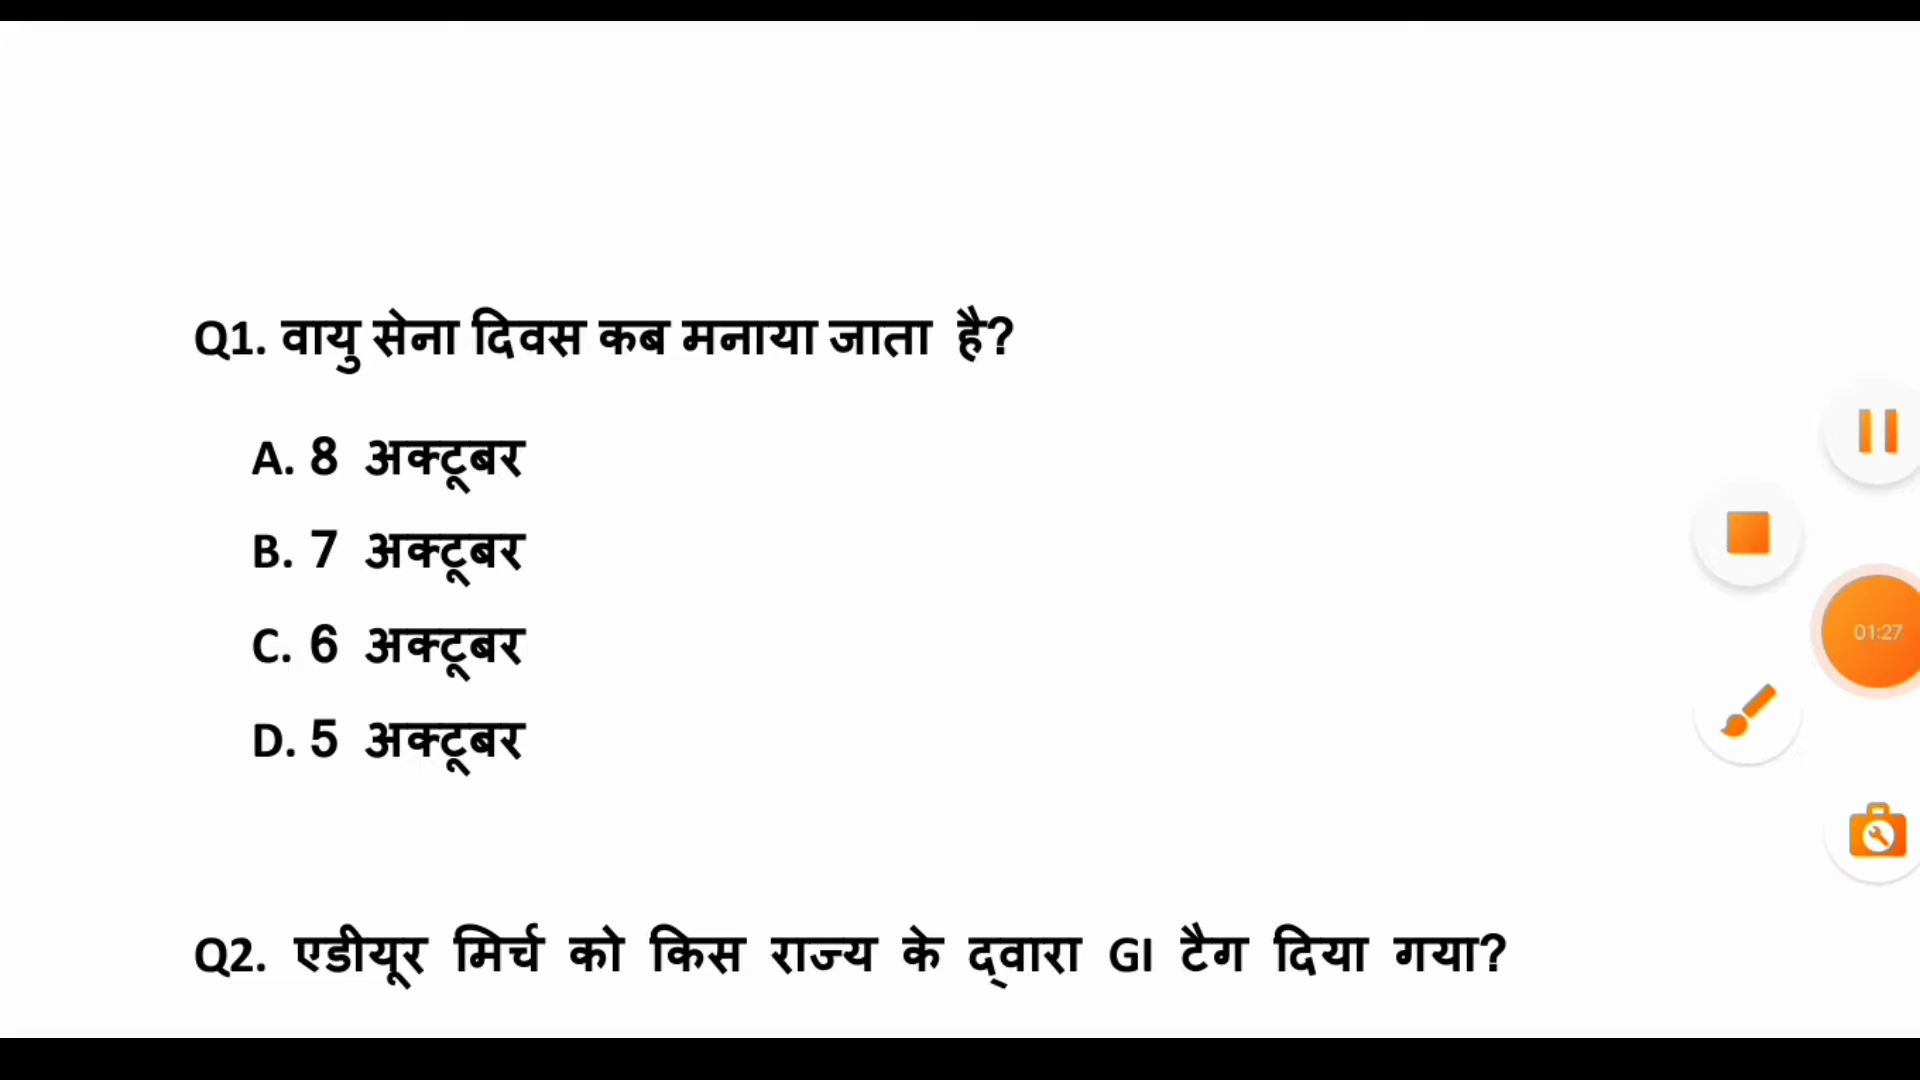 Q1. वायु सेना दिवस कब मनाया जाता है?
A. 8 अक्टूबर
B. 7 अक्टूबर
C. 6 अक्टूबर
D. 5 अक्टूबर
01:27
Q2. एडीयूर मिर्च को किस राज्य के द्वारा GI टैग दिया गया?